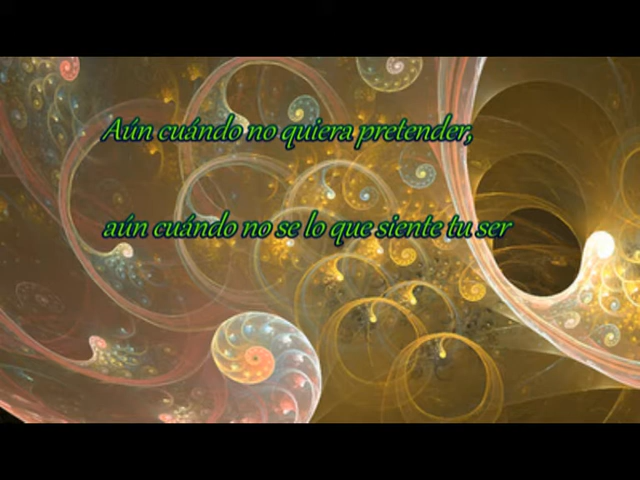 Aún cuándo no quiera pretender,
aún cuándo no se lo que siente tu ser